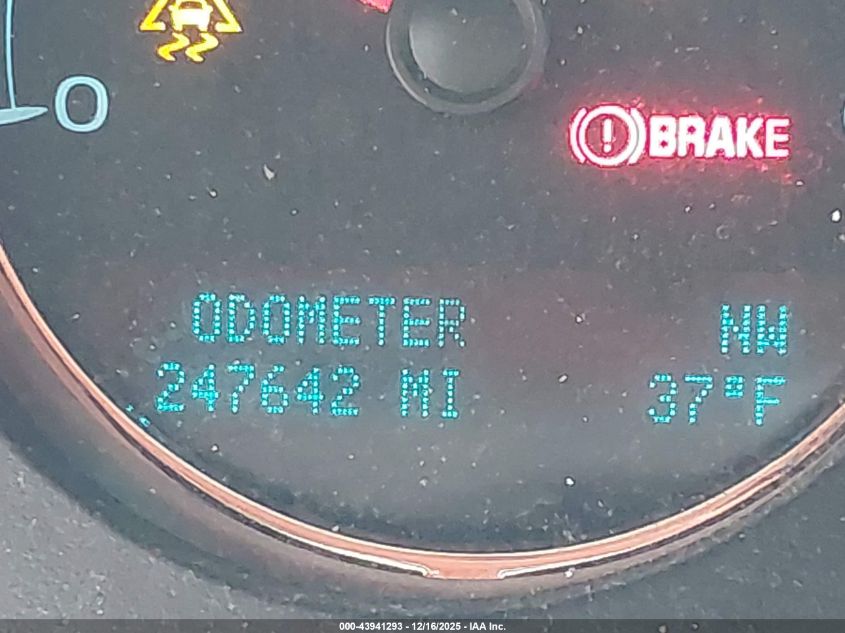 0
BRAKE
ODOMETER NW
247642 MI 37°F
000-43941293 - 12/16/2025 - IAA Inc.